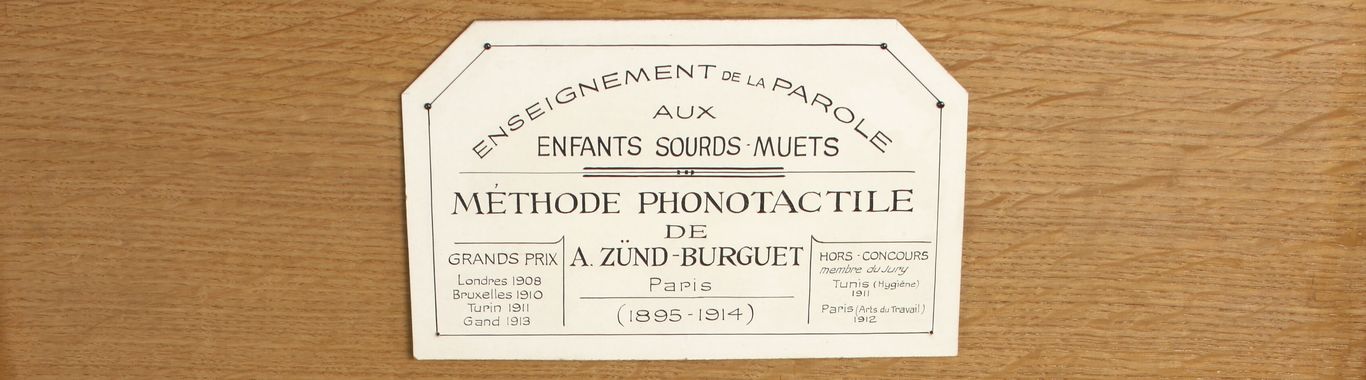 ENSEIGNEMENT DE LA PAROLE
AUX
ENFANTS SOURDS-MUETS
MÉTHODE PHONOTACTILE
DE
A. ZÜND-BURGUET
Paris
(1895-1914)
GRANDS PRIX
Londres 1908
Bruxelles 1910
Turin 1911
Gand 1913
HORS-CONCOURS
membre du Jury
Tunis (Hygiène)
1911
Paris (Arts du Travail)
1912